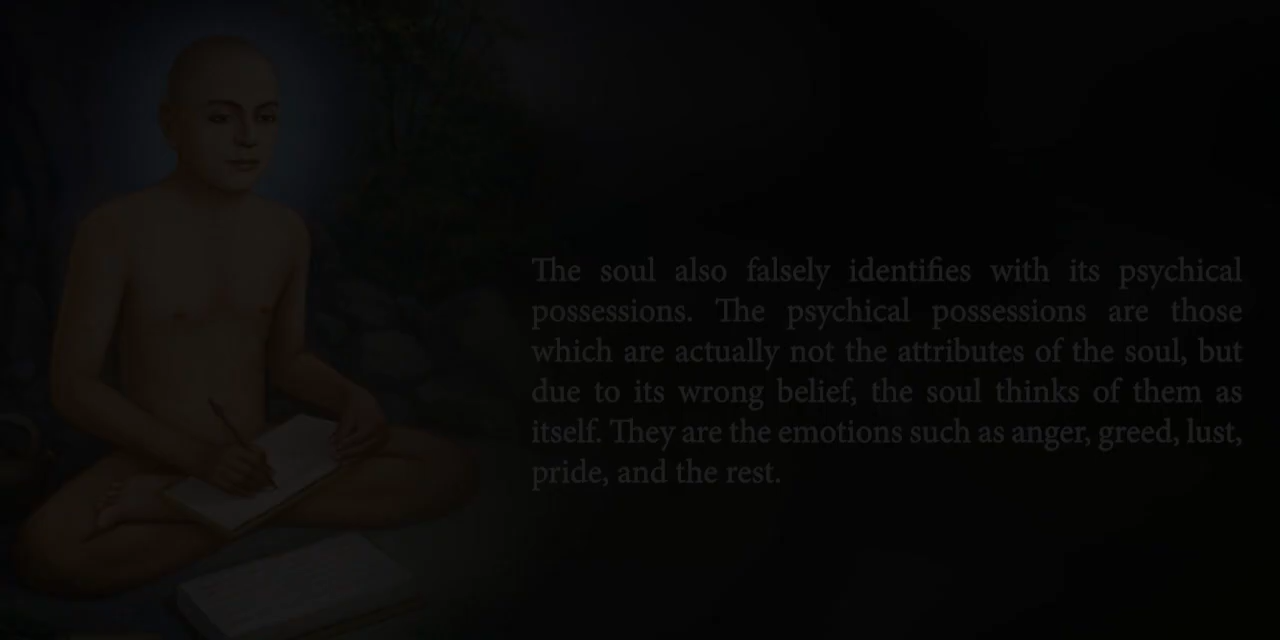 The soul also falsely identifies with its psychical
possessions. The psychical possessions are those
which are actually not the attributes of the soul, but
due to its wrong belief, the soul thinks of them as
itself. They are the emotions such as anger, greed, lust,
pride, and the rest.